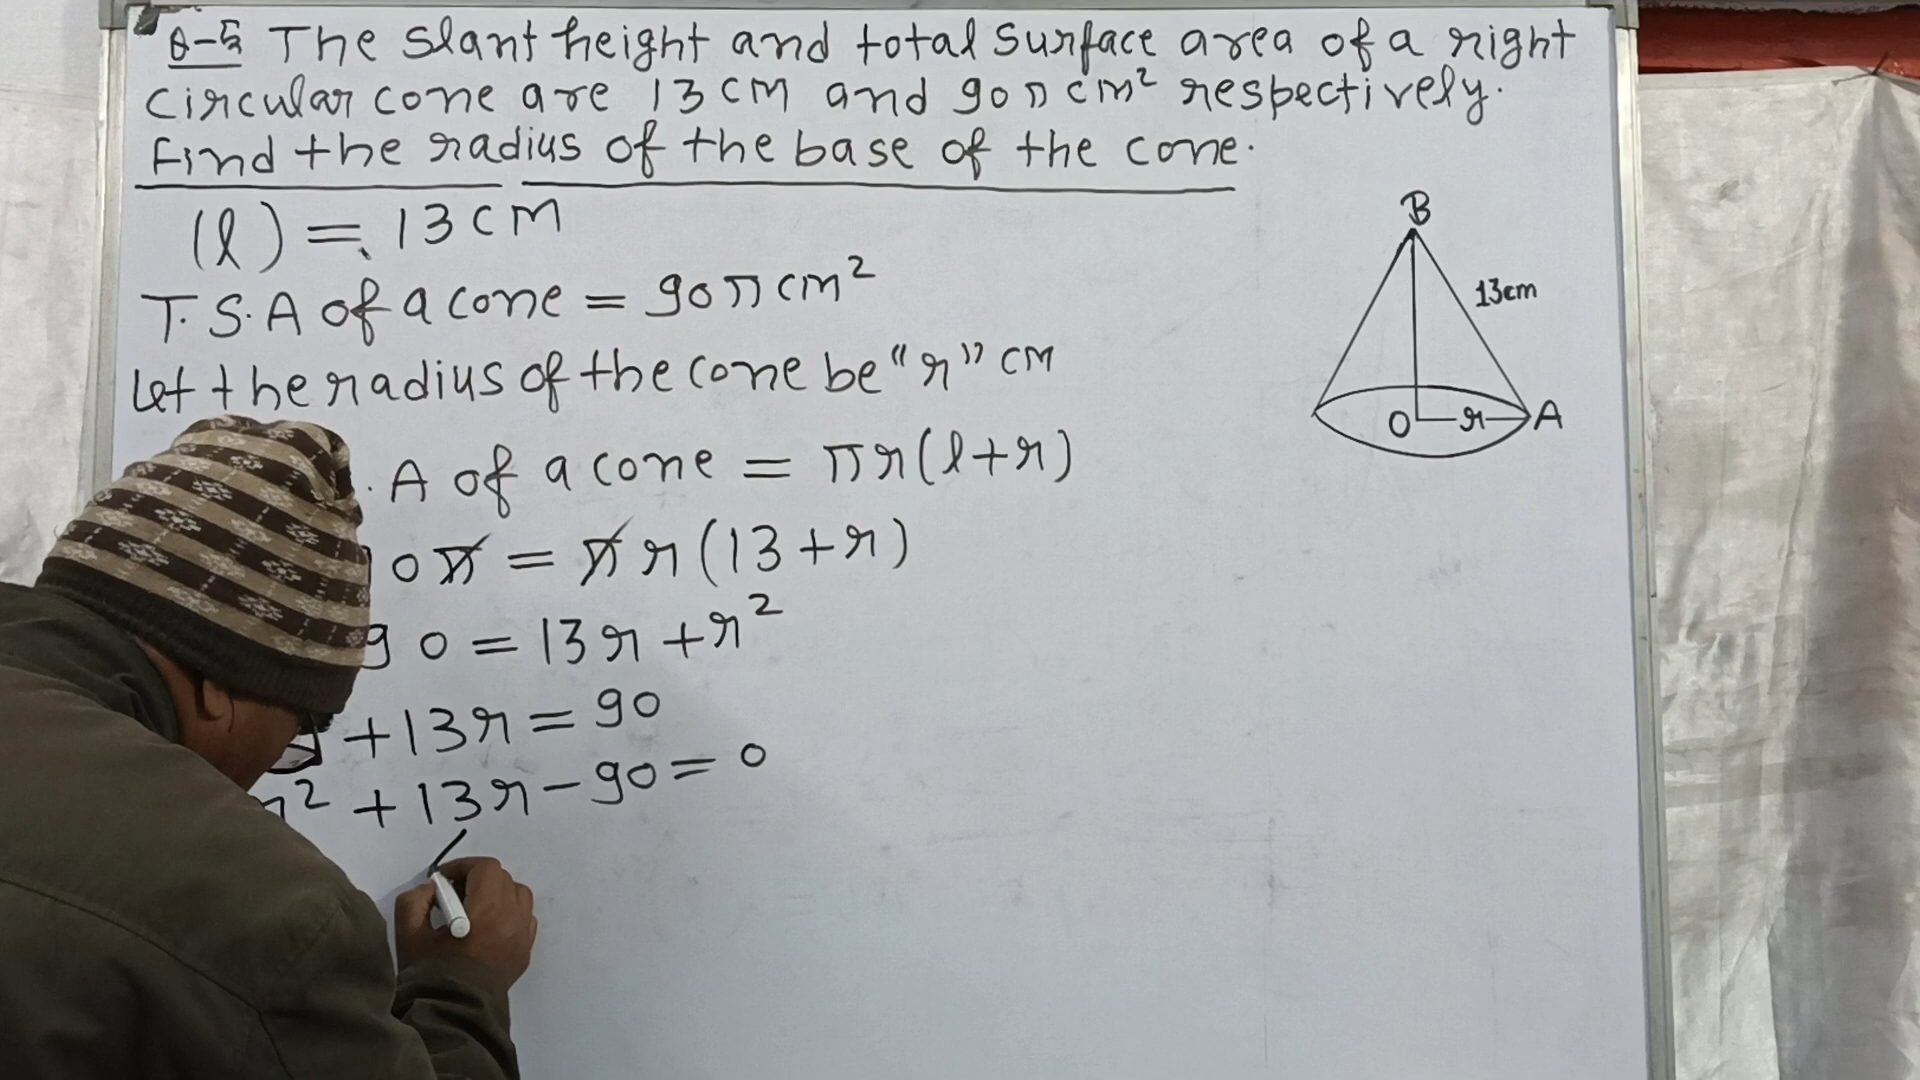 Q-5 The slant height and total surface area of a right
circular cone are 13 cm and 90π cm² respectively.
Find the radius of the base of the cone.
(l) = 13 cm
T.S.A of a cone = 90π cm²
Let the radius of the cone be "r" cm
. A of a cone = πr(l+r)
0π = πr(13+r)
90 = 13r + r²
+13r = 90
r² + 13r - 90 = 0
B
13cm
O r A